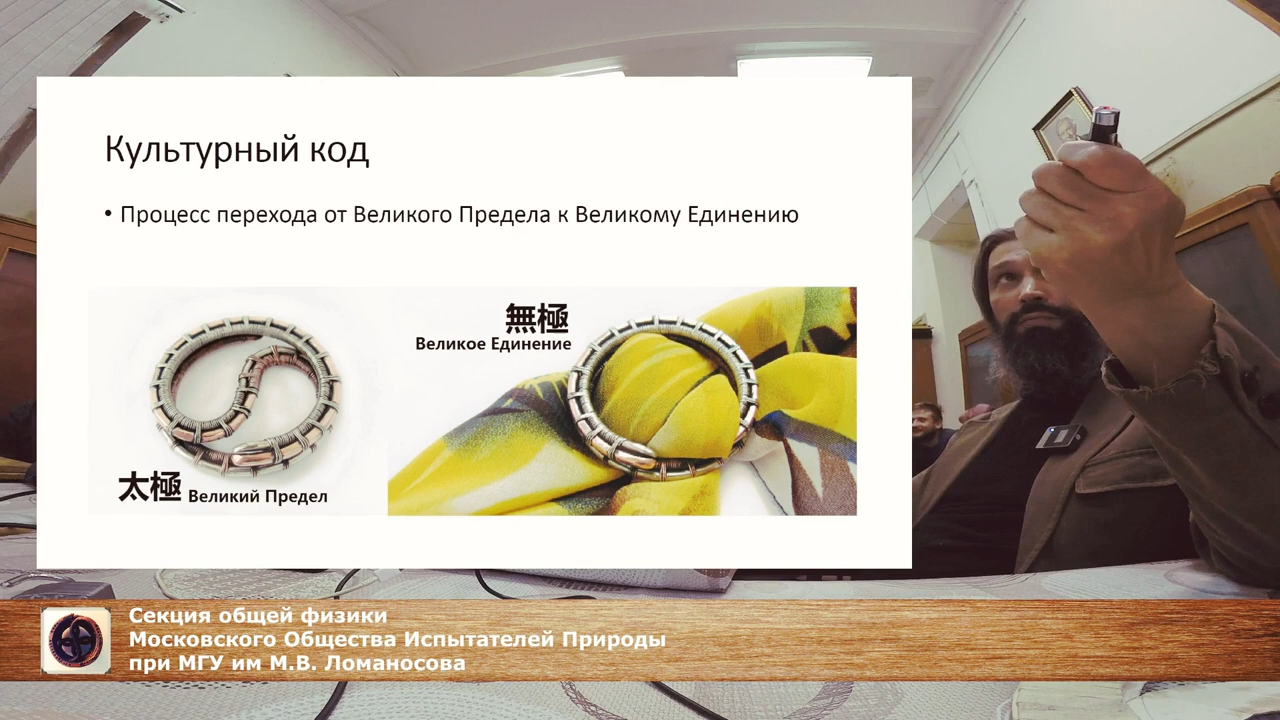 Культурный код
• Процесс перехода от Великого Предела к Великому Единению
無極
Великое Единение
太極 Великий Предел
Секция общей физики
Московского Общества Испытателей Природы
при МГУ им М.В. Ломаносова